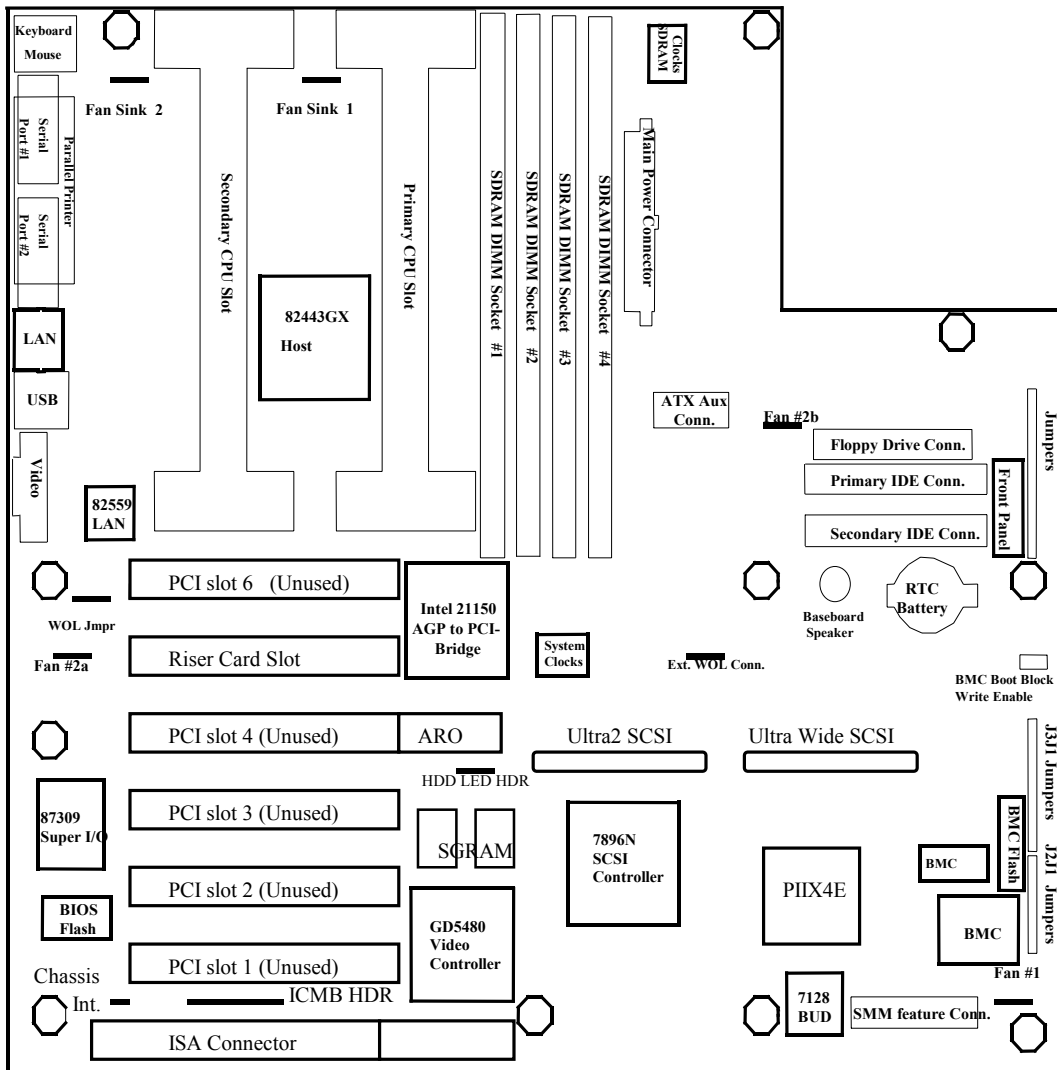 Keyboard
Mouse
Clocks
SDRAM
Fan Sink  2
Fan Sink  1
Serial
Port #1
Parallel Printer
Serial
Port #2
Secondary CPU Slot
Primary CPU Slot
SDRAM DIMM Socket  #1
SDRAM DIMM Socket  #2
SDRAM DIMM Socket  #3
SDRAM DIMM Socket  #4
Main Power Connector
82443GX
Host
LAN
USB
Video
82559
LAN
ATX Aux
Conn.
Fan #2b
Jumpers
Floppy Drive Conn.
Primary IDE Conn.
Secondary IDE Conn.
Front Panel
PCI slot 6   (Unused)
Intel 21150
AGP to PCI-
Bridge
RTC
Battery
Baseboard
Speaker
WOL Jmpr
Fan #2a
Riser Card Slot
System
Clocks
Ext. WOL Conn.
BMC Boot Block
Write Enable
PCI slot 4 (Unused)
ARO
Ultra2 SCSI
Ultra Wide SCSI
HDD LED HDR
J3J1 Jumpers
87309
Super I/O
PCI slot 3 (Unused)
SGRAM
7896N
SCSI
Controller
BMC Flash
BMC
J2J1 Jumpers
PIIX4E
PCI slot 2 (Unused)
BIOS
Flash
GD5480
Video
Controller
BMC
PCI slot 1 (Unused)
Fan #1
Chassis
Int.
ICMB HDR
7128
BUD
SMM feature Conn.
ISA Connector